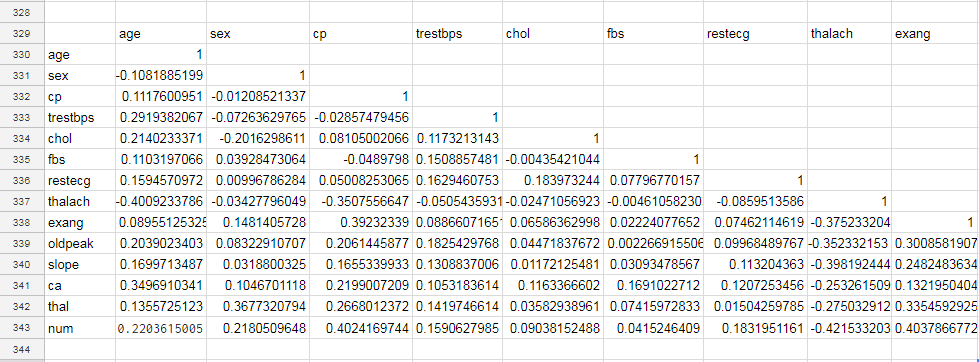 328
329 age sex cp trestbps chol fbs restecg thalach exang
330 age 1
331 sex -0.1081885199 1
332 cp 0.1117600951 -0.01208521337 1
333 trestbps 0.2919382067 -0.07263629765 -0.02857479456 1
334 chol 0.2140233371 -0.2016298611 0.08105002066 0.1173213143 1
335 fbs 0.1103197066 0.03928473064 -0.0489798 0.1508857481 -0.00435421044 1
336 restecg 0.1594570972 0.00996786284 0.05008253065 0.1629460753 0.183973244 0.07796770157 1
337 thalach -0.4009233786 -0.03427796049 -0.3507556647 -0.0505435931 -0.02471056923 -0.00461058230 -0.0859513586 1
338 exang 0.08955125325 0.1481405728 0.39232339 0.08866071651 0.06586362998 0.02224077652 0.07462114619 -0.375233204 1
339 oldpeak 0.2039023403 0.08322910707 0.2061445877 0.1825429768 0.04471837672 0.002266915506 0.09968489767 -0.352332153 0.3008581907
340 slope 0.1699713487 0.0318800325 0.1655339933 0.1308837006 0.01172125481 0.03093478567 0.113204363 -0.398192444 0.2482483634
341 ca 0.3496910341 0.1046701118 0.2199007209 0.1053183614 0.1163366602 0.1691022712 0.1207253456 -0.253261509 0.1321950404
342 thal 0.1355725123 0.3677320794 0.2668012372 0.1419746614 0.03582938961 0.07415972833 0.01504259785 -0.275032912 0.3354592925
343 num 0.2203615005 0.2180509648 0.4024169744 0.1590627985 0.09038152488 0.0415246409 0.1831951161 -0.421533203 0.4037866772
344